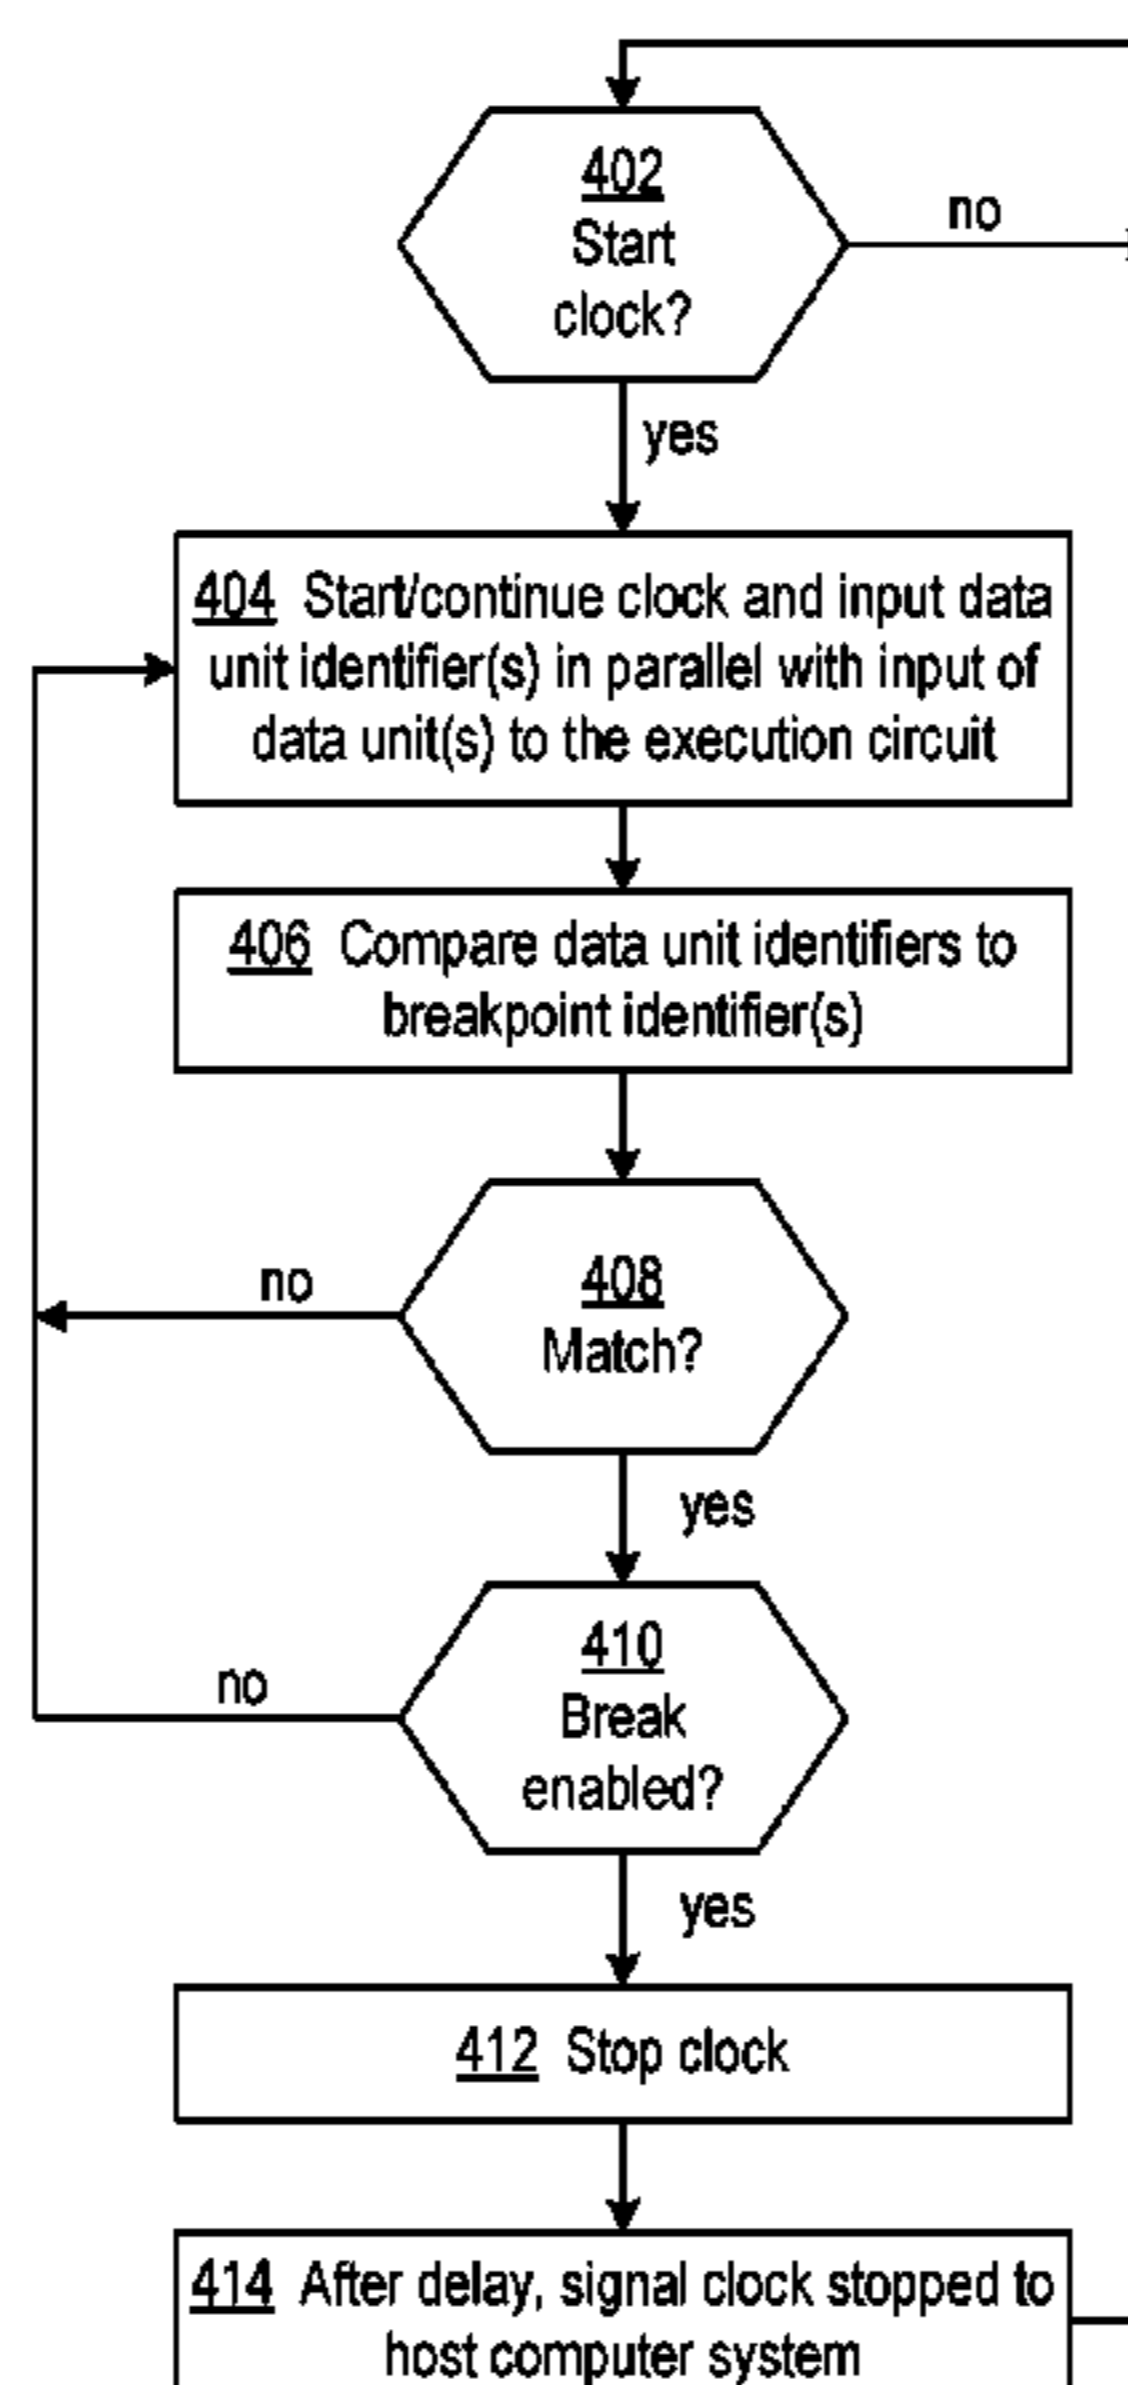 402
Start
clock?
no
yes
404 Start/continue clock and input data
unit identifier(s) in parallel with input of
data unit(s) to the execution circuit
406 Compare data unit identifiers to
breakpoint identifier(s)
no
408
Match?
yes
410
no
Break
enabled?
yes
412 Stop clock
414 After delay, signal clock stopped to
host computer system